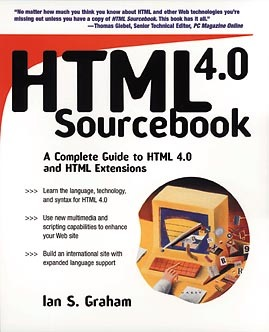 "No matter how much you think you know about HTML and other Web technologies you're
missing out unless you have a copy of HTML Sourcebook. This book has it all."
—Thomas Giebel, Senior Technical Editor, PC Magazine Online
HTML 4.0
Sourcebook
A Complete Guide to HTML 4.0
and HTML Extensions
>>> Learn the language, technology,
and syntax for HTML 4.0
>>> Use new multimedia and
scripting capabilities to enhance
your Web site
>>> Build an international site with
expanded language support
Ian S. Graham